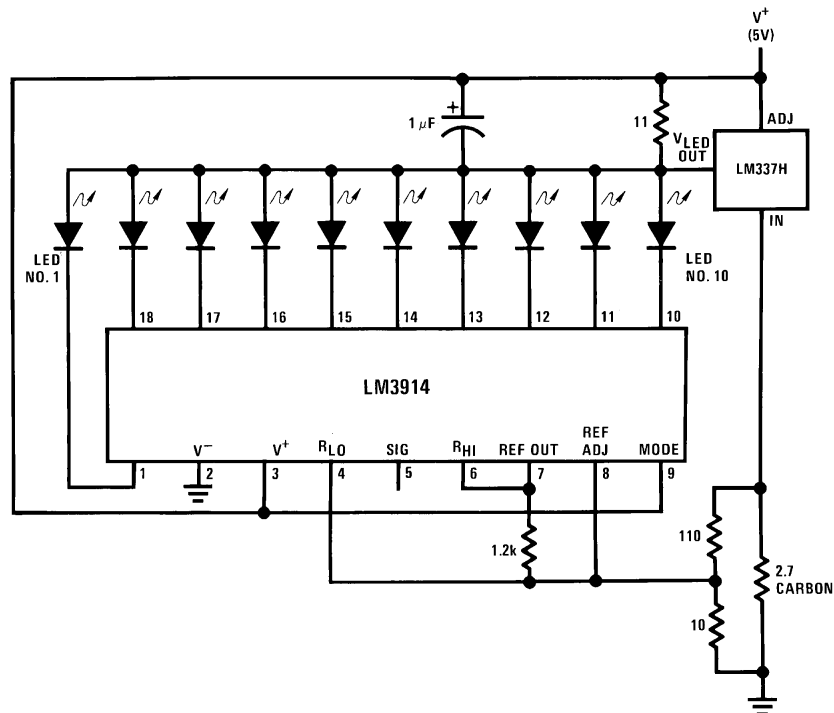 V+
(5V)
ADJ
+
1 µF
11
VLED
OUT
LM337H
IN
LED
NO. 1
LED
NO. 10
18
17
16
15
14
13
12
11
10
LM3914
V−
V+
RLO
SIG
RHI
REF OUT
REF
ADJ
MODE
1
2
3
4
5
6
7
8
9
1.2k
110
2.7
CARBON
10